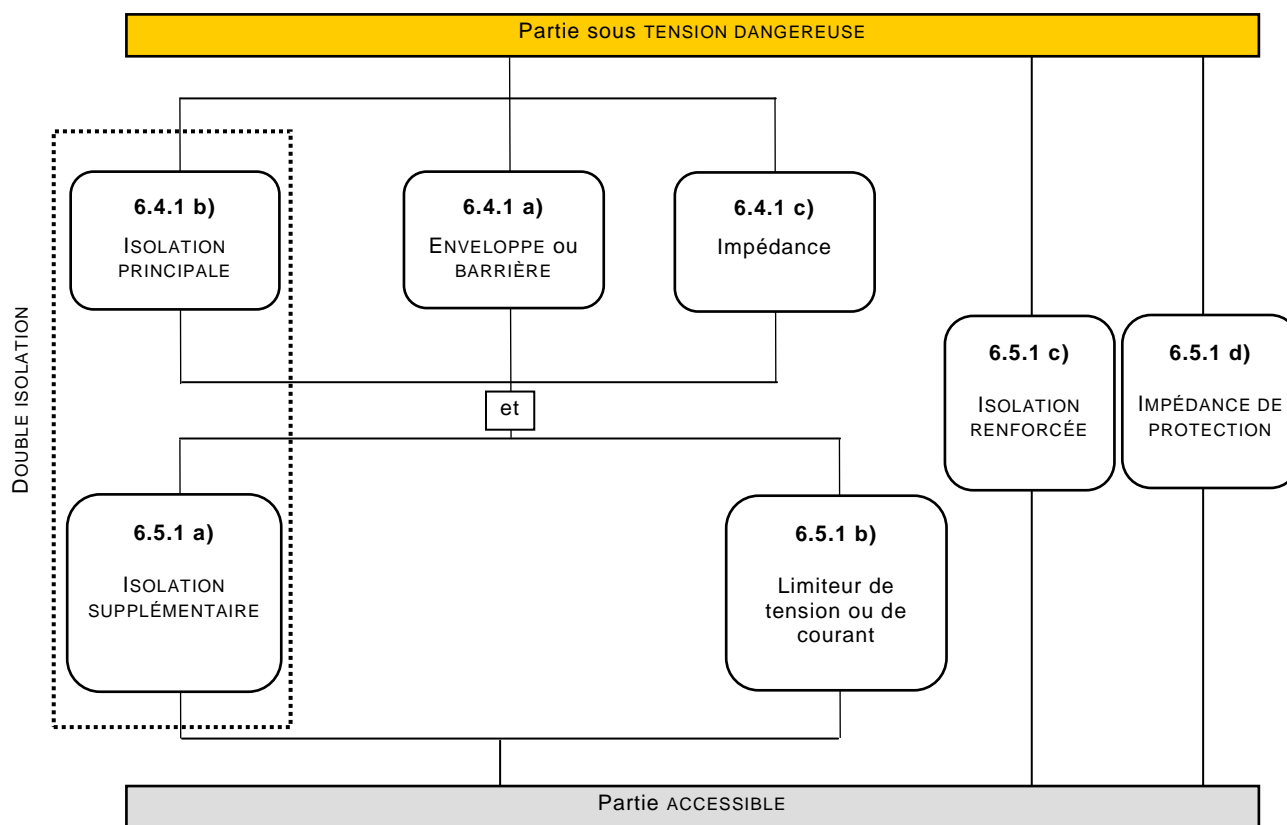 Partie sous TENSION DANGEREUSE
6.4.1 b)
ISOLATION
PRINCIPALE
6.4.1 a)
ENVELOPPE ou
BARRIÈRE
6.4.1 c)
Impédance
DOUBLE ISOLATION
6.5.1 c)
ISOLATION
RENFORCÉE
6.5.1 d)
IMPÉDANCE DE
PROTECTION
et
6.5.1 a)
ISOLATION
SUPPLÉMENTAIRE
6.5.1 b)
Limiteur de
tension ou de
courant
Partie ACCESSIBLE